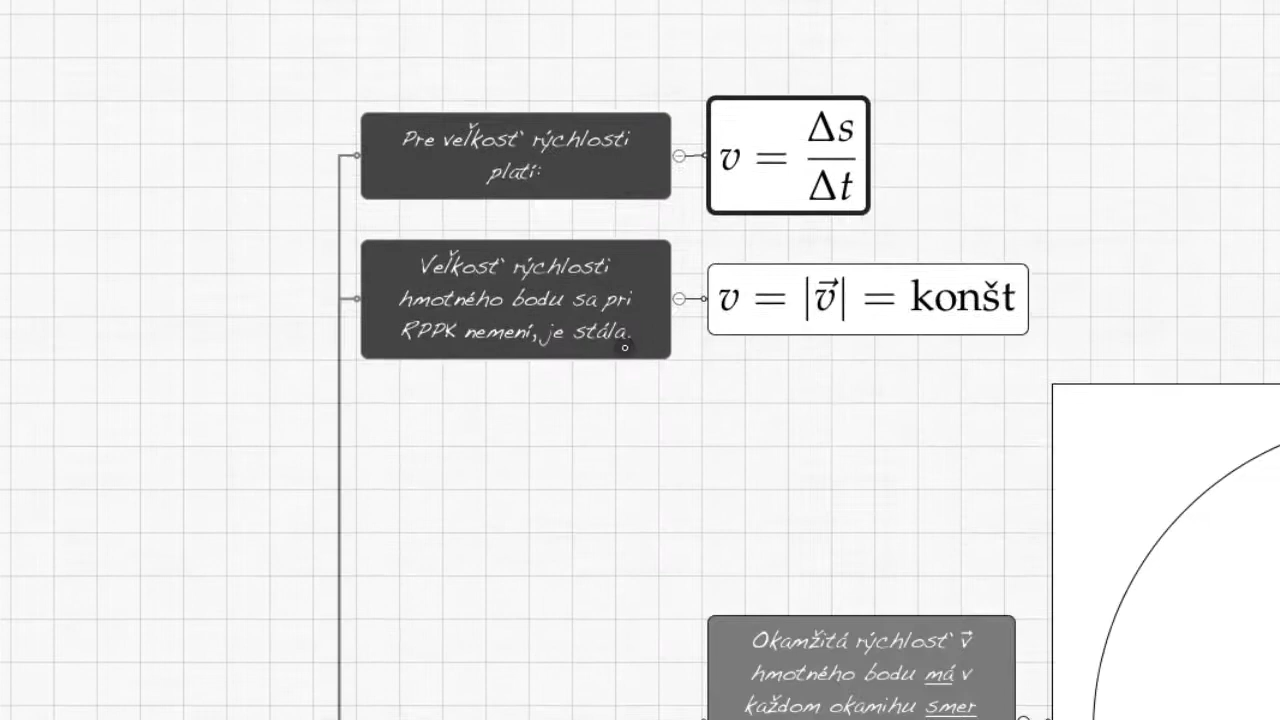 Pre veľkosť rýchlosti
platí:
v = Δs/Δt
Veľkosť rýchlosti
hmotného bodu sa pri
RPPK nemení, je stála.
v = |v⃗| = konšt
Okamžitá rýchlosť v⃗
hmotného bodu má v
každom okamihu smer